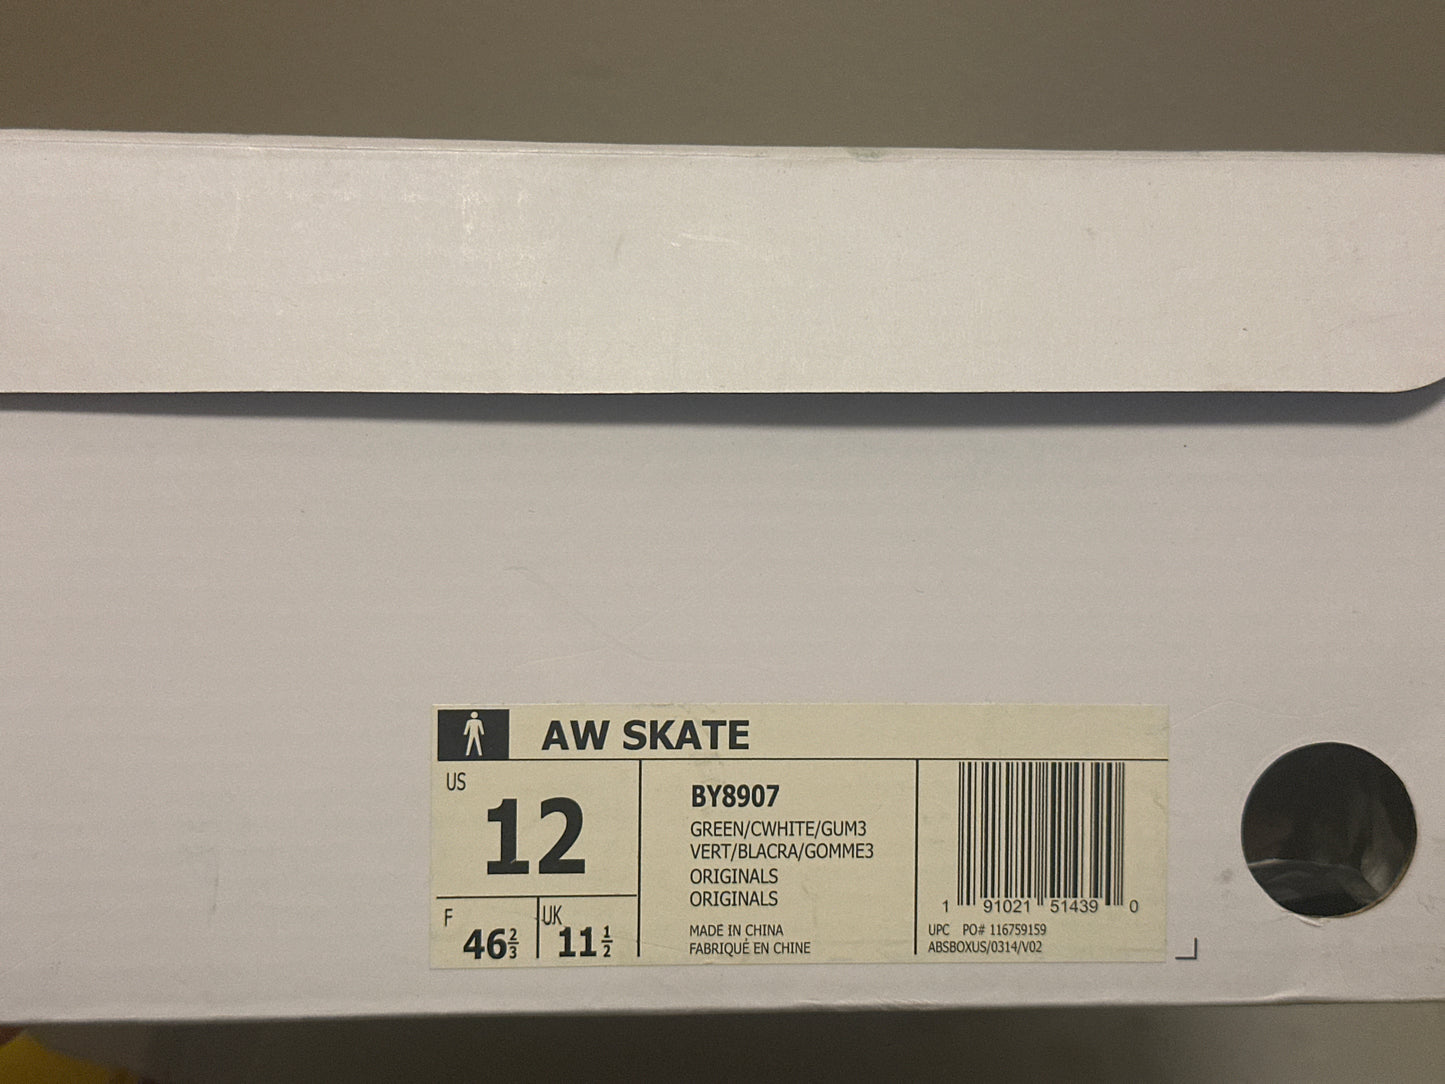 AW SKATE
US
12
F
46 2/3
UK
11 1/2
BY8907
GREEN/CWHITE/GUM3
VERT/BLACRA/GOMME3
ORIGINALS
ORIGINALS
MADE IN CHINA
FABRIQUÉ EN CHINE
1 91021 51439 0
UPC PO# 116759159
ABSBOXUS/0314/V02